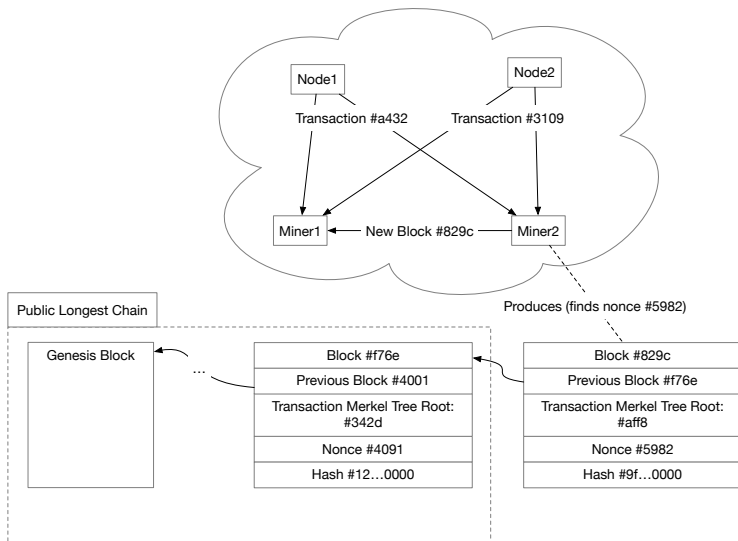 Node1
Node2
Transaction #a432
Transaction #3109
Miner1
New Block #829c
Miner2
Produces (finds nonce #5982)
Public Longest Chain
Genesis Block
...
Block #f76e
Previous Block #4001
Transaction Merkel Tree Root:
#342d
Nonce #4091
Hash #12...0000
Block #829c
Previous Block #f76e
Transaction Merkel Tree Root:
#aff8
Nonce #5982
Hash #9f...0000